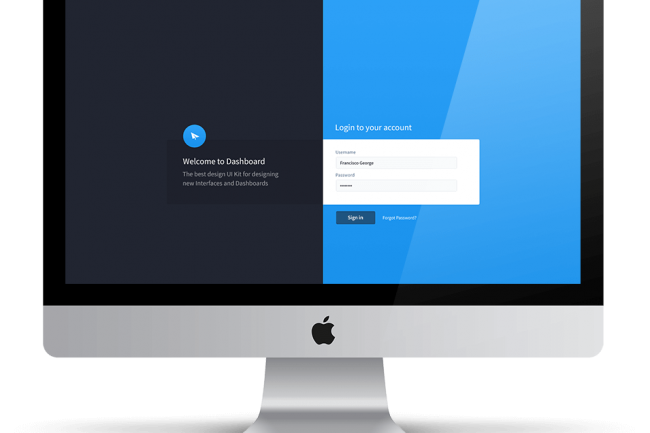 Welcome to Dashboard
The best design UI Kit for designing
new Interfaces and Dashboards
Login to your account
Username
Francisco George
Password
Sign in
Forgot Password?